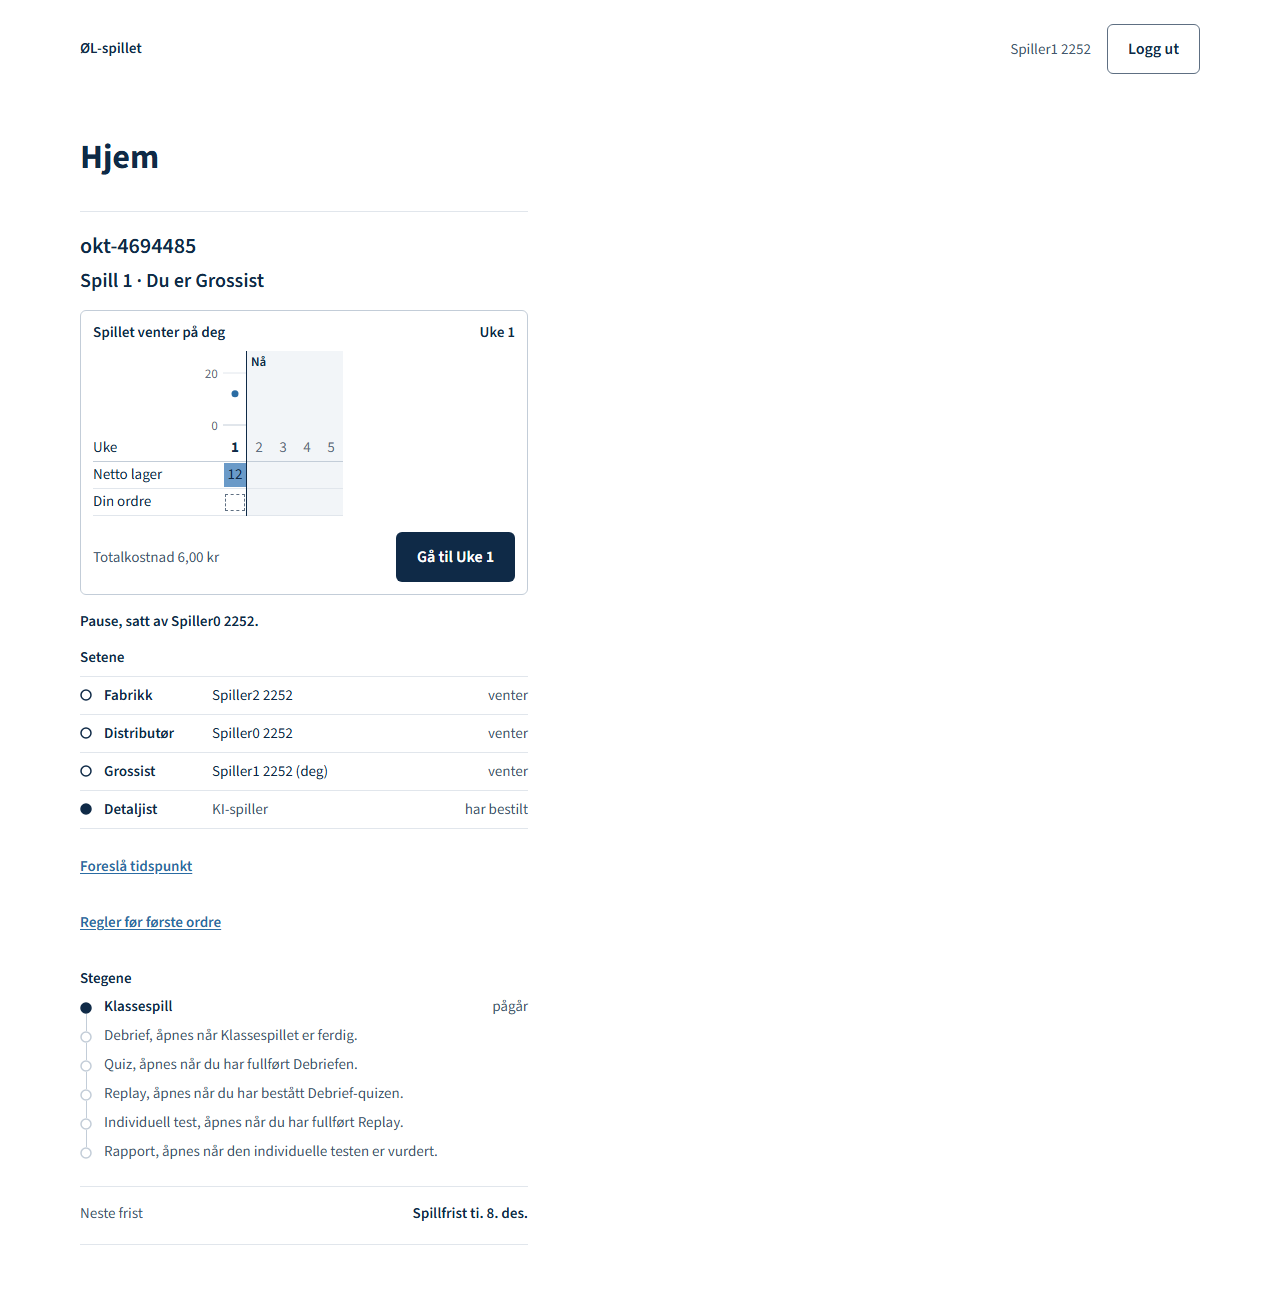 ØL-spillet
Spiller1 2252
Logg ut
Hjem
okt-4694485
Spill 1 · Du er Grossist
Spillet venter på deg
Uke 1
Nå
20
0
Uke 1 2 3 4 5
Netto lager 12
Din ordre
Totalkostnad 6,00 kr
Gå til Uke 1
Pause, satt av Spiller0 2252.
Setene
Fabrikk Spiller2 2252 venter
Distributør Spiller0 2252 venter
Grossist Spiller1 2252 (deg) venter
Detaljist KI-spiller har bestilt
Foreslå tidspunkt
Regler før første ordre
Stegene
Klassespill pågår
Debrief, åpnes når Klassespillet er ferdig.
Quiz, åpnes når du har fullført Debriefen.
Replay, åpnes når du har bestått Debrief-quizen.
Individuell test, åpnes når du har fullført Replay.
Rapport, åpnes når den individuelle testen er vurdert.
Neste frist Spillfrist ti. 8. des.